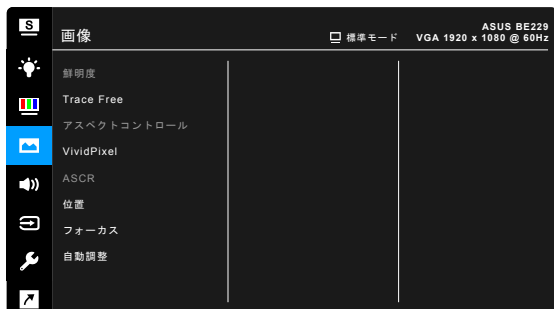 S
画像
標準モード
ASUS BE229
VGA 1920 x 1080 @ 60Hz
鮮明度
Trace Free
アスペクトコントロール
VividPixel
ASCR
位置
フォーカス
自動調整